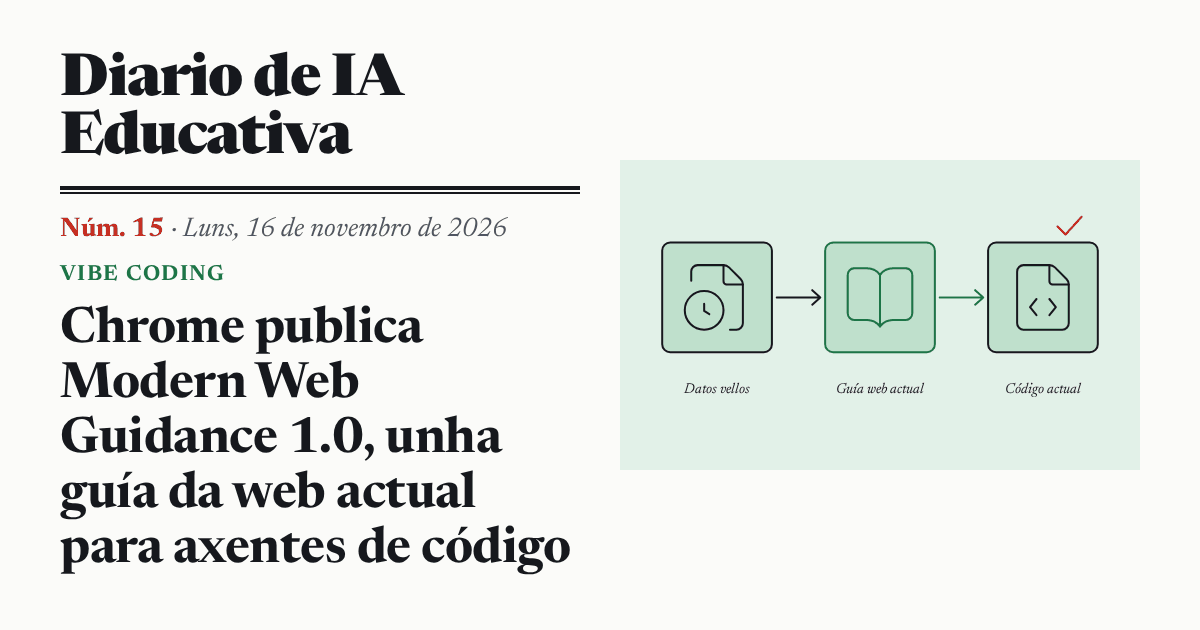 Diario de IA
Educativa
Núm. 15 · Luns, 16 de novembro de 2026
VIBE CODING
Chrome publica
Modern Web
Guidance 1.0, unha
guía da web actual
para axentes de código
Datos vellos
Guía web actual
Código actual